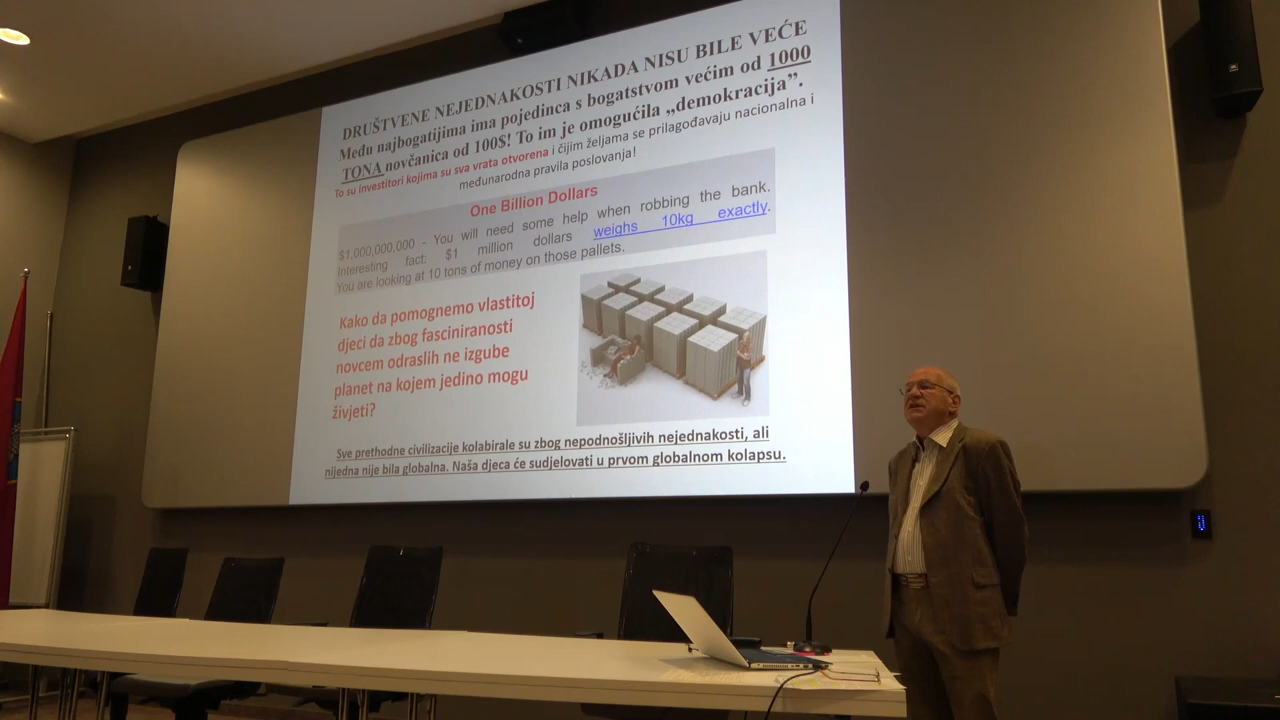 DRUŠTVENE NEJEDNAKOSTI NIKADA NISU BILE VEĆE
Među najbogatijima ima pojedinca s bogatstvom većim od 1000
TONA novčanica od 100$! To im je omogućila „demokracija”.
To su investitori kojima su sva vrata otvorena i čijim željama se prilagođavaju nacionalna i
međunarodna pravila poslovanja!
One Billion Dollars
$1,000,000,000 - You will need some help when robbing the bank.
Interesting fact: $1 million dollars weighs 10kg exactly.
You are looking at 10 tons of money on those pallets.
Kako da pomognemo vlastitoj
djeci da zbog fasciniranosti
novcem odraslih ne izgube
planet na kojem jedino mogu
živjeti?
Sve prethodne civilizacije kolabirale su zbog nepodnošljivih nejednakosti, ali
nijedna nije bila globalna. Naša djeca će sudjelovati u prvom globalnom kolapsu.